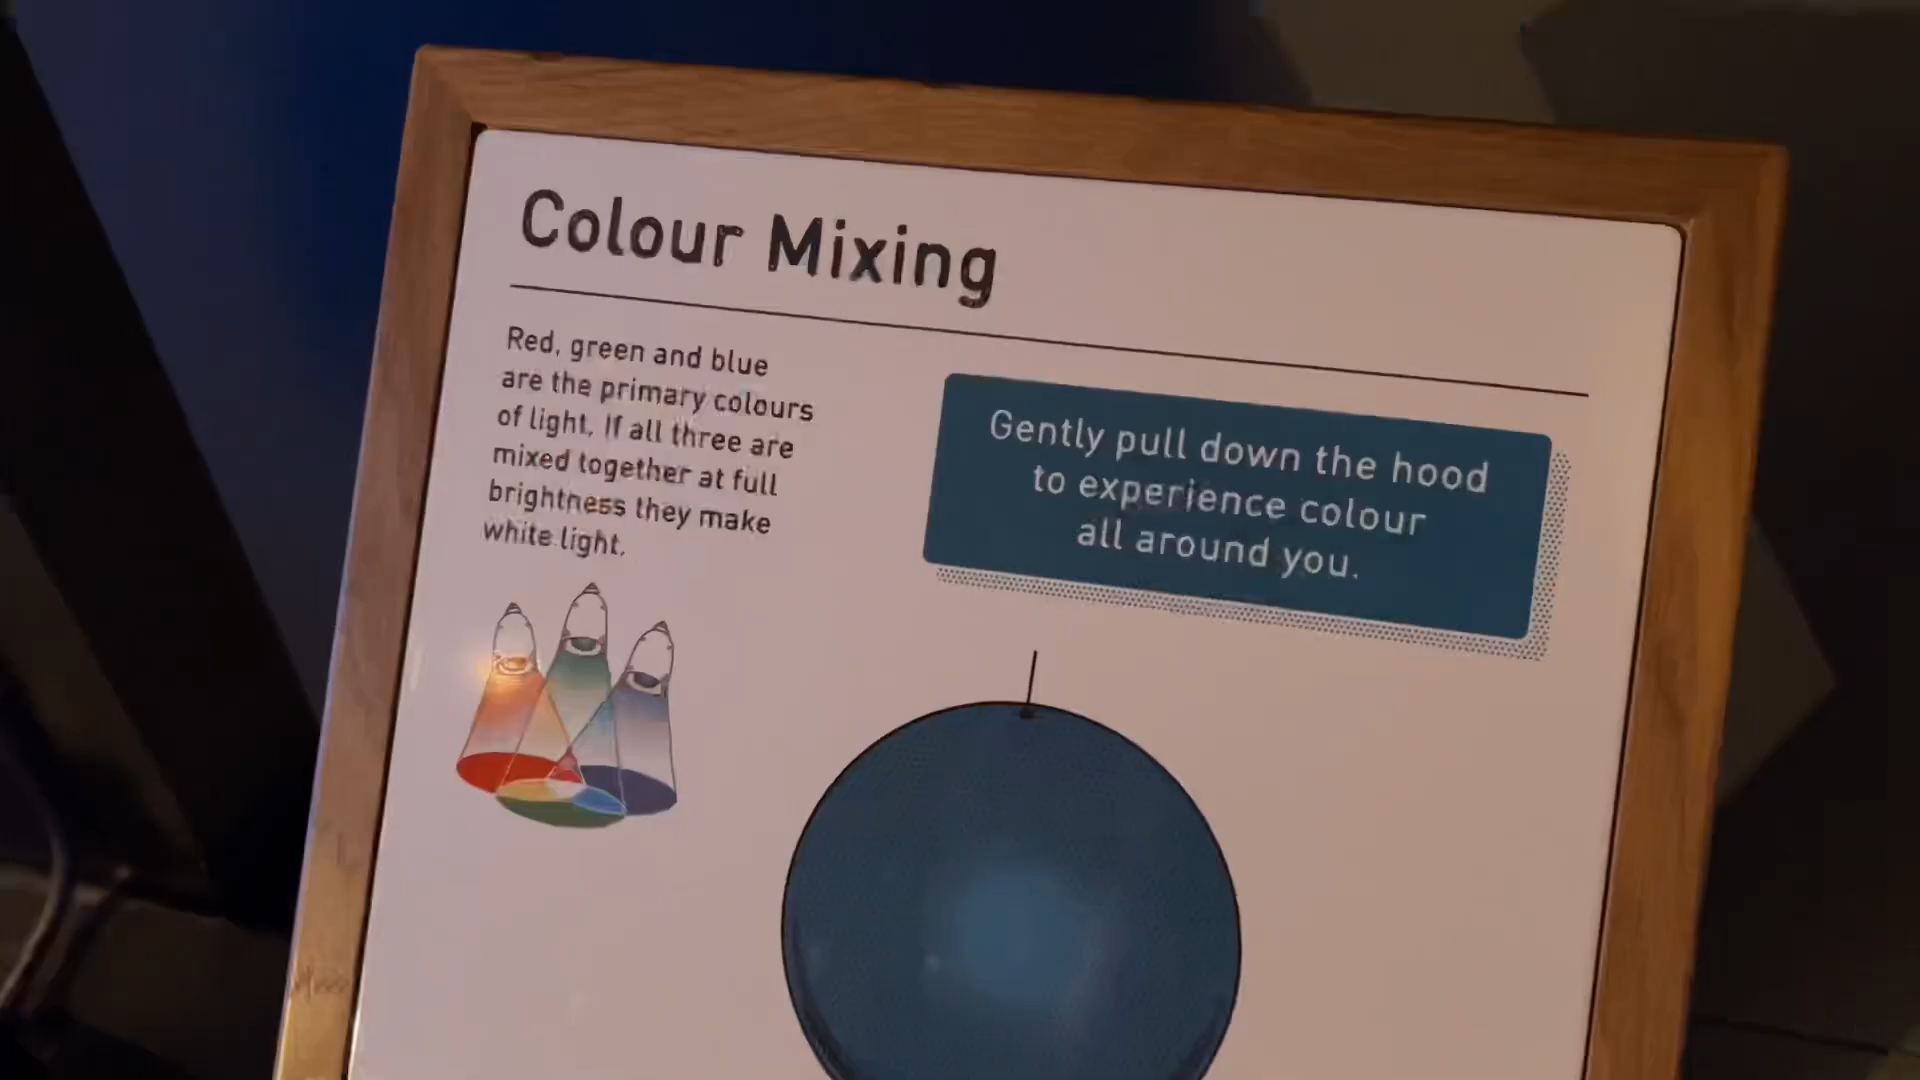 Colour Mixing
Red, green and blue
are the primary colours
of light. If all three are
mixed together at full
brightness they make
white light.
Gently pull down the hood
to experience colour
all around you.